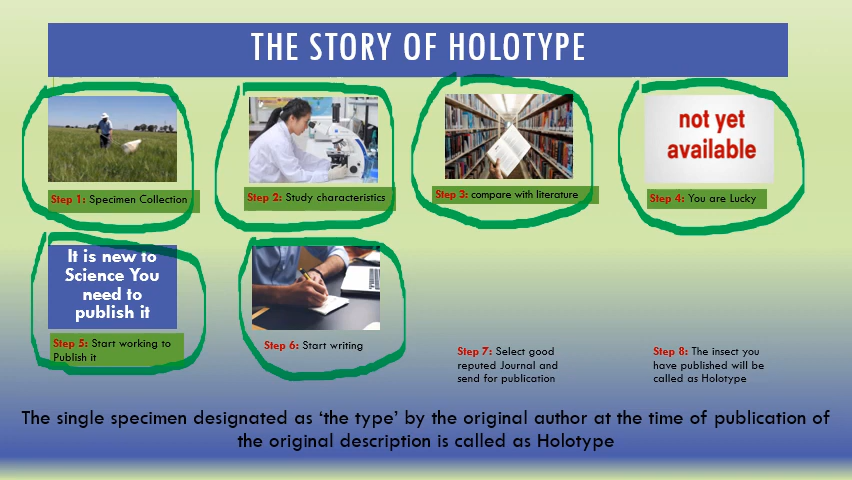 THE STORY OF HOLOTYPE
not yet
available
Step 1: Specimen Collection
Step 2: Study characteristics
Step 3: compare with literature
Step 4: You are Lucky
It is new to
Science You
need to
publish it
Step 5: Start working to
Publish it
Step 6: Start writing
Step 7: Select good
reputed Journal and
send for publication
Step 8: The insect you
have published will be
called as Holotype
The single specimen designated as ‘the type’ by the original author at the time of publication of
the original description is called as Holotype